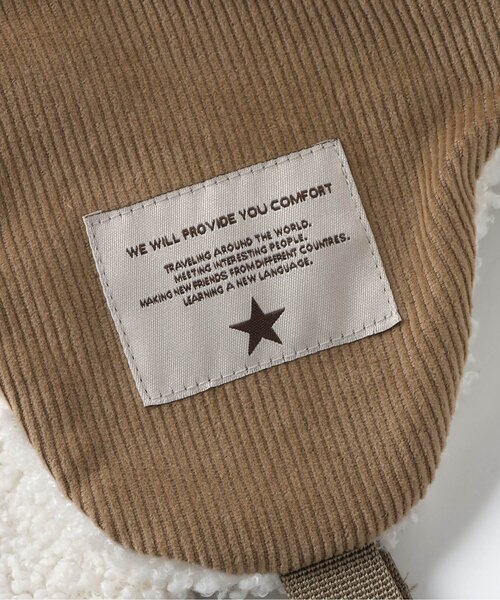 WE WILL PROVIDE YOU COMFORT
TRAVELING AROUND THE WORLD.
MEETING INTERESTING PEOPLE.
MAKING NEW FRIENDS FROM DIFFERENT COUNTRES.
LEARNING A NEW LANGUAGE.